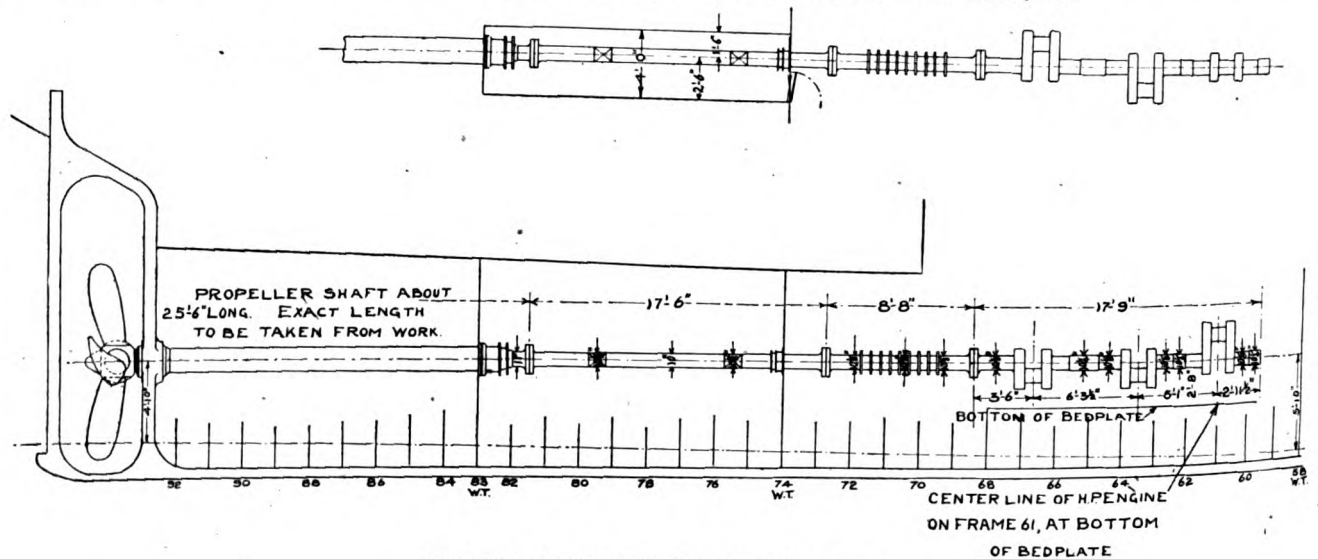 1'-6"
4'-0"
2'-6"
PROPELLER SHAFT ABOUT
25'-6" LONG. EXACT LENGTH
TO BE TAKEN FROM WORK.
17'-6"
8'-8"
17'-9"
4'-10"
3'-6"
6'-3½"
5'-1"
2'-8"
2'-11½"
5'-10"
BOTTOM OF BEDPLATE
92 90 88 86 84 83 82 80 78 76 74 72 70 68 66 64 62 60 58
W.T. W.T. W.T.
CENTER LINE OF H.P. ENGINE
ON FRAME 61, AT BOTTOM
OF BEDPLATE